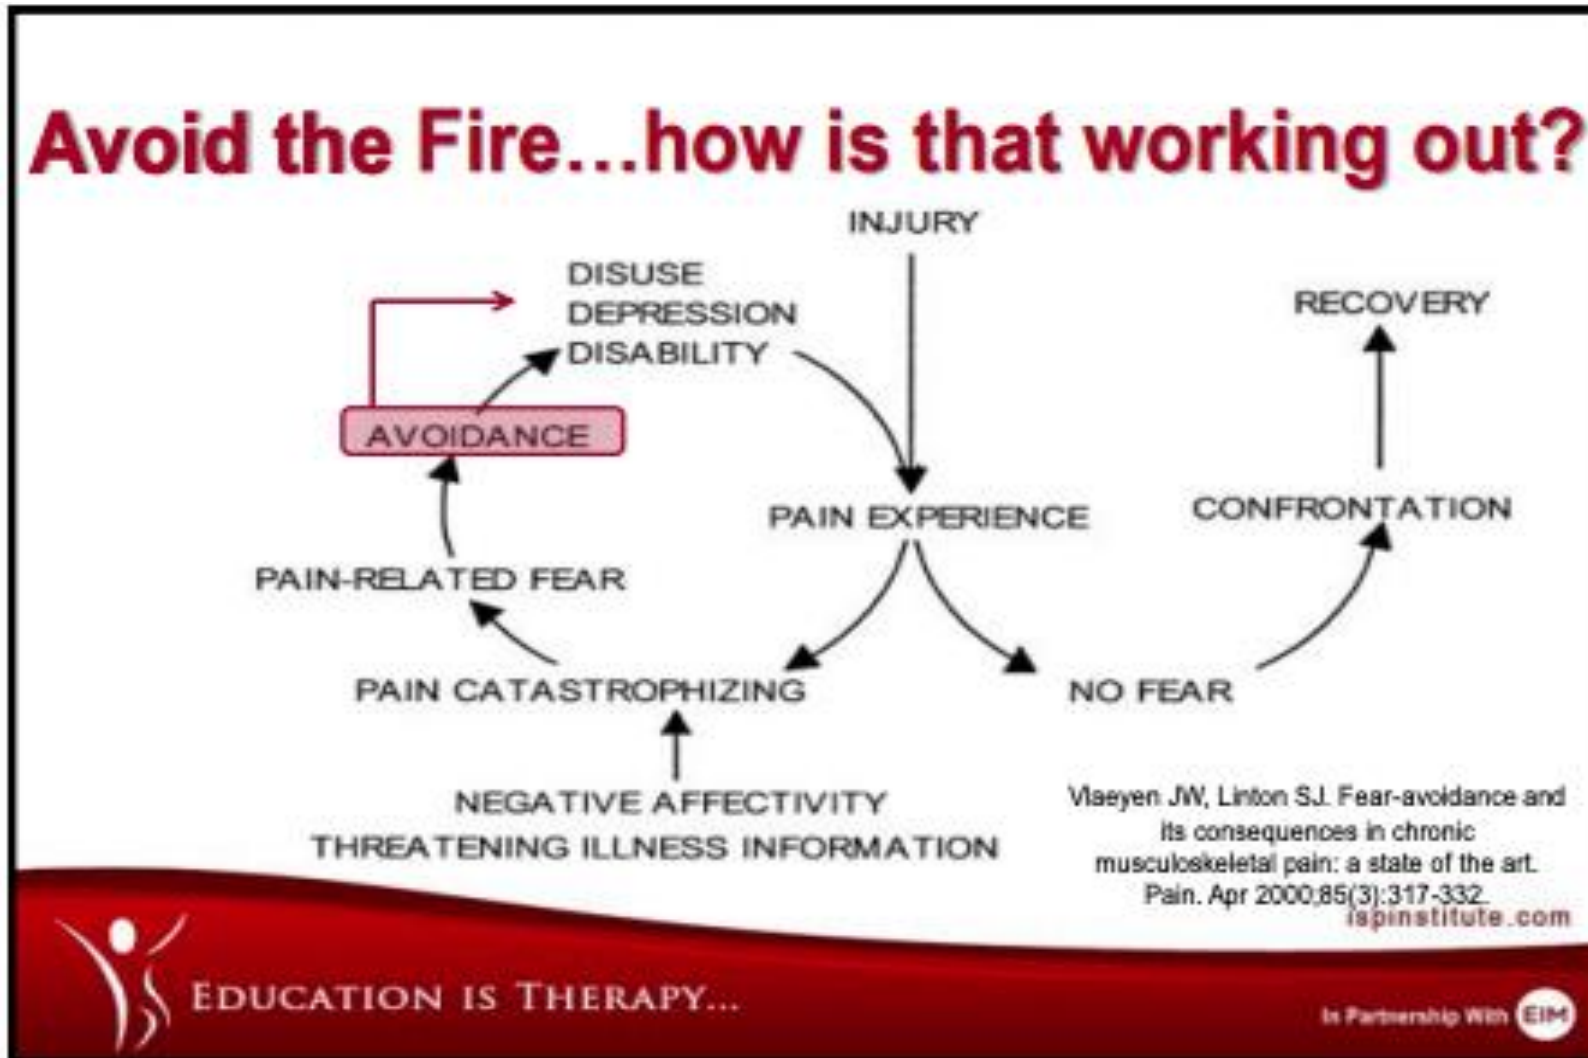 Avoid the Fire...how is that working out?
INJURY
DISUSE
DEPRESSION
DISABILITY
RECOVERY
AVOIDANCE
PAIN EXPERIENCE
CONFRONTATION
PAIN-RELATED FEAR
PAIN CATASTROPHIZING
NO FEAR
NEGATIVE AFFECTIVITY
THREATENING ILLNESS INFORMATION
Vlaeyen JW, Linton SJ. Fear-avoidance and
its consequences in chronic
musculoskeletal pain: a state of the art.
Pain. Apr 2000;85(3):317-332.
ispinstitute.com
EDUCATION IS THERAPY...
In Partnership With EIM